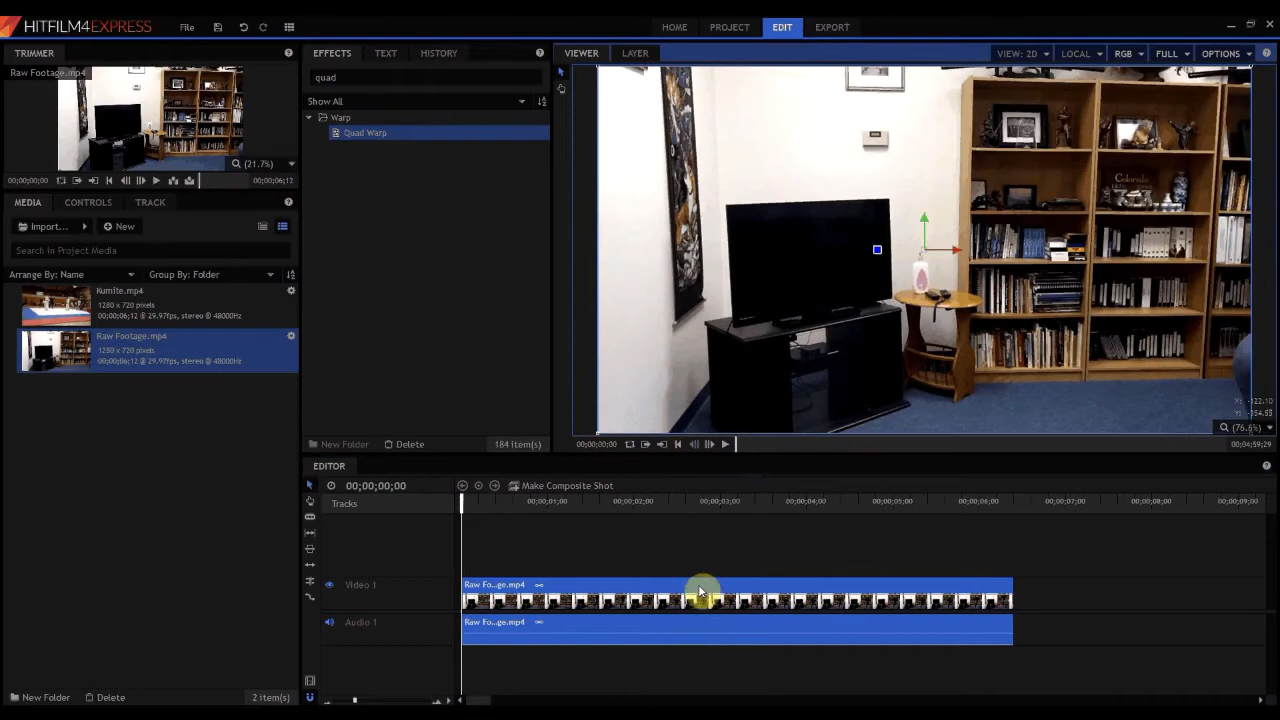 HITFILM4EXPRESS
File
HOME
PROJECT
EDIT
EXPORT
TRIMMER
Raw Footage.mp4
(21.7%)
00;00;00;00
00;00;06;12
MEDIA
CONTROLS
TRACK
Import...
New
Search in Project Media
Arrange By: Name
Group By: Folder
Kumite.mp4
1280 x 720 pixels
00;00;06;12 @ 29.97fps, stereo @ 48000Hz
Raw Footage.mp4
1280 x 720 pixels
00;00;06;12 @ 29.97fps, stereo @ 48000Hz
New Folder
Delete
2 item(s)
EFFECTS
TEXT
HISTORY
quad
Show All
Warp
Quad Warp
New Folder
Delete
184 item(s)
VIEWER
LAYER
VIEW: 2D
LOCAL
RGB
FULL
OPTIONS
Colorado
(76.6%)
00;00;00;00
00;04;59;29
EDITOR
00;00;00;00
Make Composite Shot
Tracks
00;00;01;00
00;00;02;00
00;00;03;00
00;00;04;00
00;00;05;00
00;00;06;00
00;00;07;00
00;00;08;00
00;00;09;00
Video 1
Raw Fo...ge.mp4
Audio 1
Raw Fo...ge.mp4